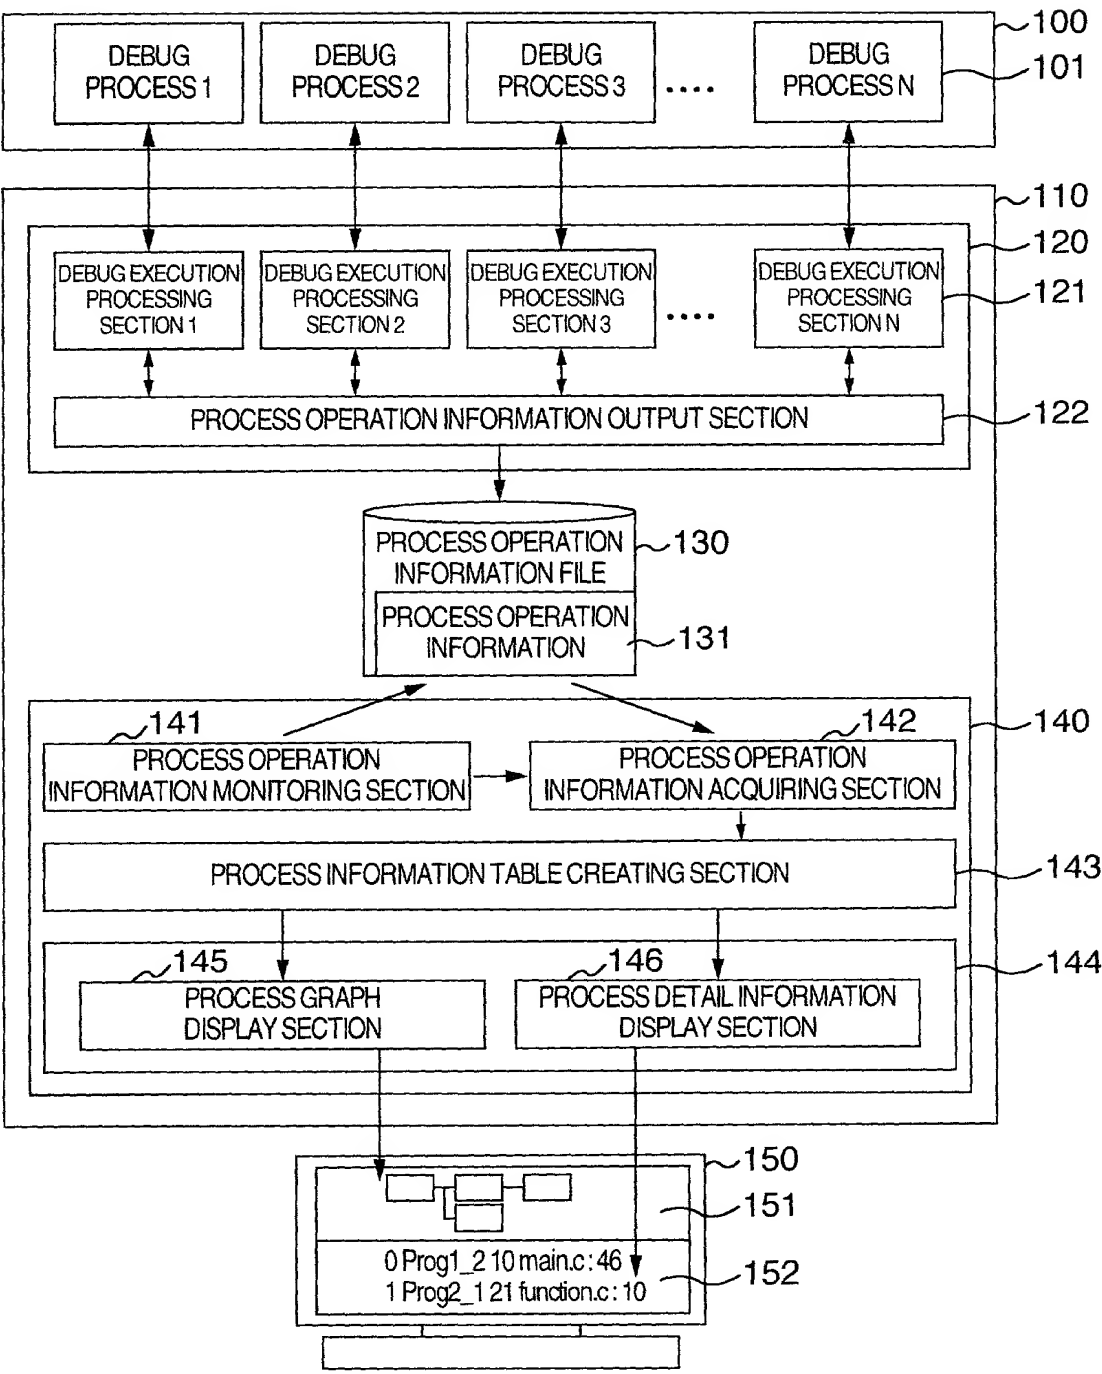 DEBUG PROCESS 1
DEBUG PROCESS 2
DEBUG PROCESS 3
....
DEBUG PROCESS N
100
101
110
120
DEBUG EXECUTION PROCESSING SECTION 1
DEBUG EXECUTION PROCESSING SECTION 2
DEBUG EXECUTION PROCESSING SECTION 3
....
DEBUG EXECUTION PROCESSING SECTION N
121
PROCESS OPERATION INFORMATION OUTPUT SECTION
122
PROCESS OPERATION INFORMATION FILE
130
PROCESS OPERATION INFORMATION
131
140
141
PROCESS OPERATION INFORMATION MONITORING SECTION
142
PROCESS OPERATION INFORMATION ACQUIRING SECTION
PROCESS INFORMATION TABLE CREATING SECTION
143
144
145
PROCESS GRAPH DISPLAY SECTION
146
PROCESS DETAIL INFORMATION DISPLAY SECTION
150
151
0 Prog1_2 10 main.c : 46
1 Prog2_1 21 function.c : 10
152